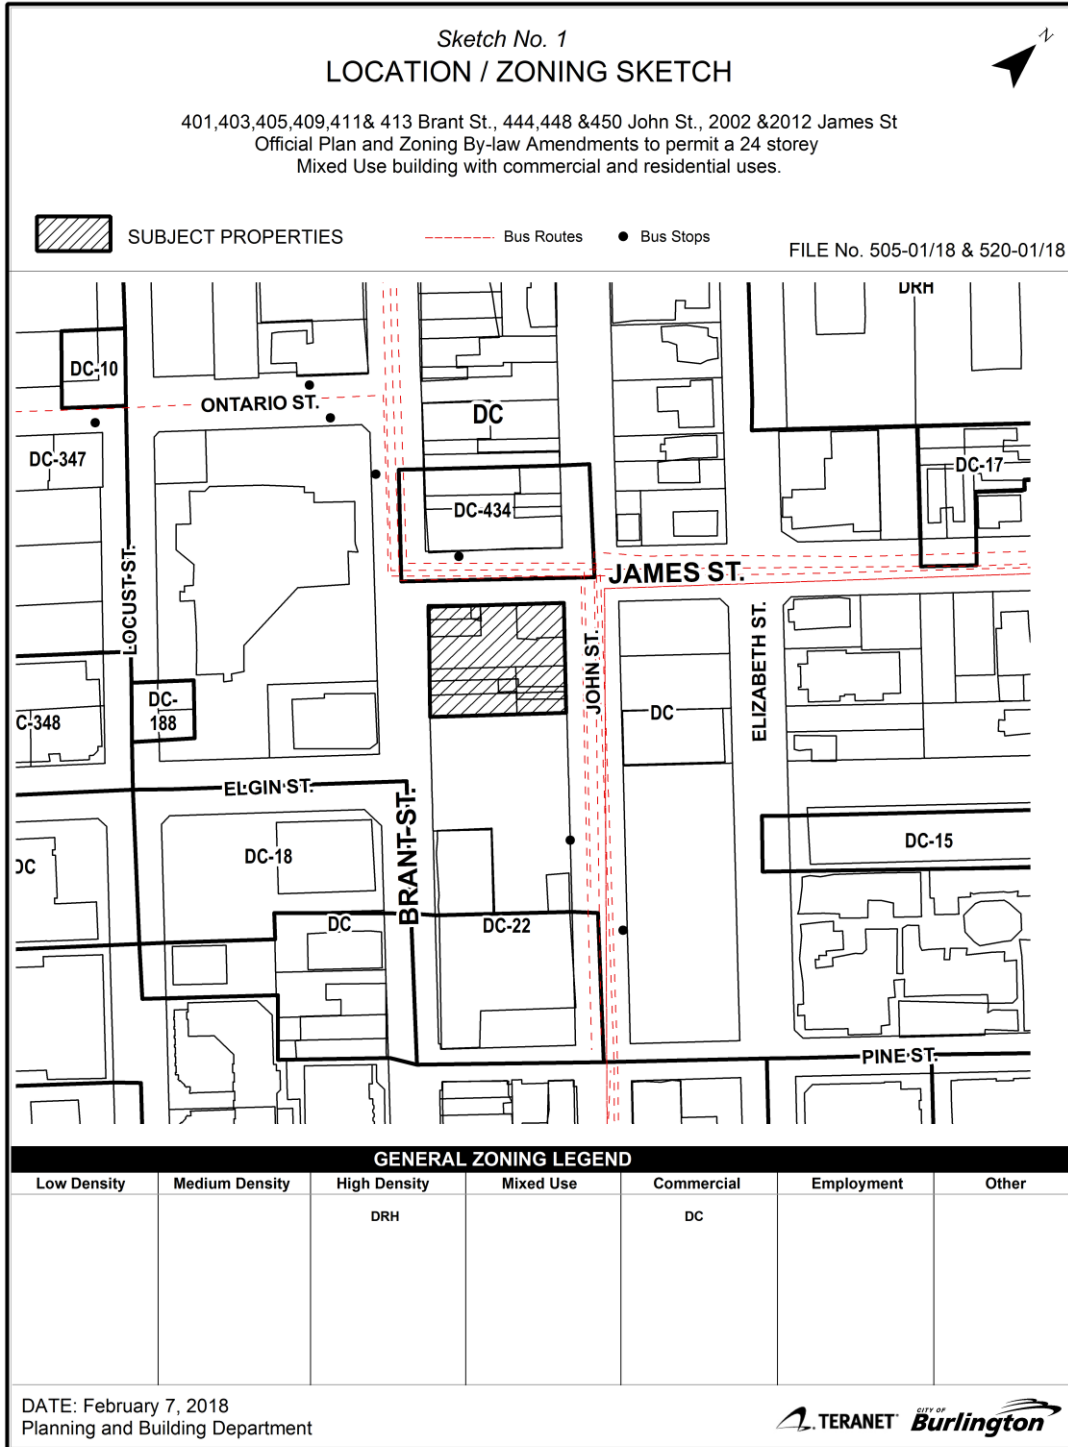 Sketch No. 1
N
LOCATION / ZONING SKETCH
401,403,405,409,411& 413 Brant St., 444,448 &450 John St., 2002 &2012 James St
Official Plan and Zoning By-law Amendments to permit a 24 storey
Mixed Use building with commercial and residential uses.
SUBJECT PROPERTIES
Bus Routes
Bus Stops
FILE No. 505-01/18 & 520-01/18
DRH
DC-10
ONTARIO ST.
DC
DC-347
DC-17
DC-434
JAMES ST.
LOCUST ST.
JOHN ST.
ELIZABETH ST.
DC-
188
C-348
DC
ELGIN ST.
BRANT ST.
DC-18
DC-15
DC
DC
DC-22
PINE ST.
GENERAL ZONING LEGEND
Low Density Medium Density High Density Mixed Use Commercial Employment Other
DRH DC
DATE: February 7, 2018
Planning and Building Department
TERANET
CITY OF
Burlington